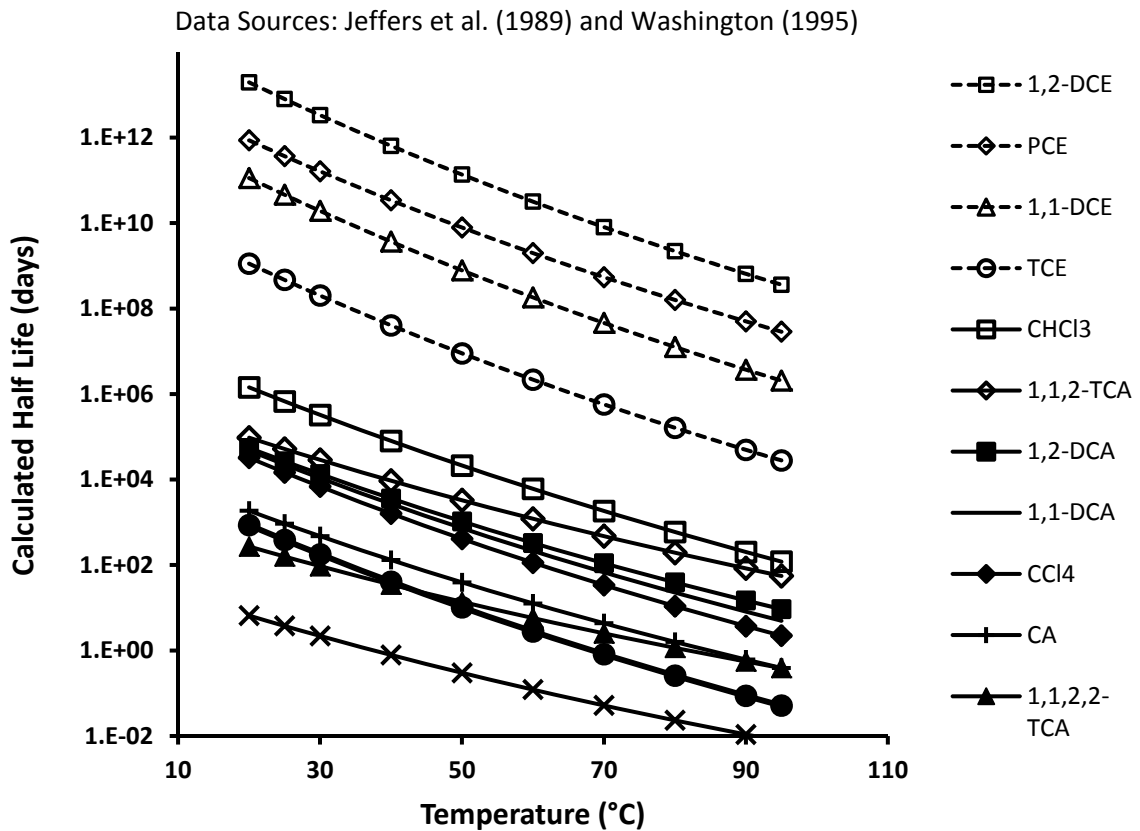 Data Sources: Jeffers et al. (1989) and Washington (1995)
Calculated Half Life (days)
1.E+12
1.E+10
1.E+08
1.E+06
1.E+04
1.E+02
1.E+00
1.E-02
10
30
50
70
90
110
Temperature (°C)
1,2-DCE
PCE
1,1-DCE
TCE
CHCl3
1,1,2-TCA
1,2-DCA
1,1-DCA
CCl4
CA
1,1,2,2-
TCA